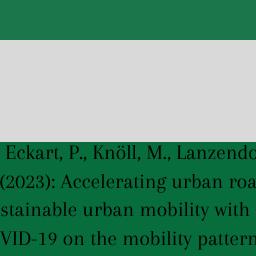 Eckart, P., Knöll, M., Lanzendo
(2023): Accelerating urban roa
stainable urban mobility with
VID-19 on the mobility pattern